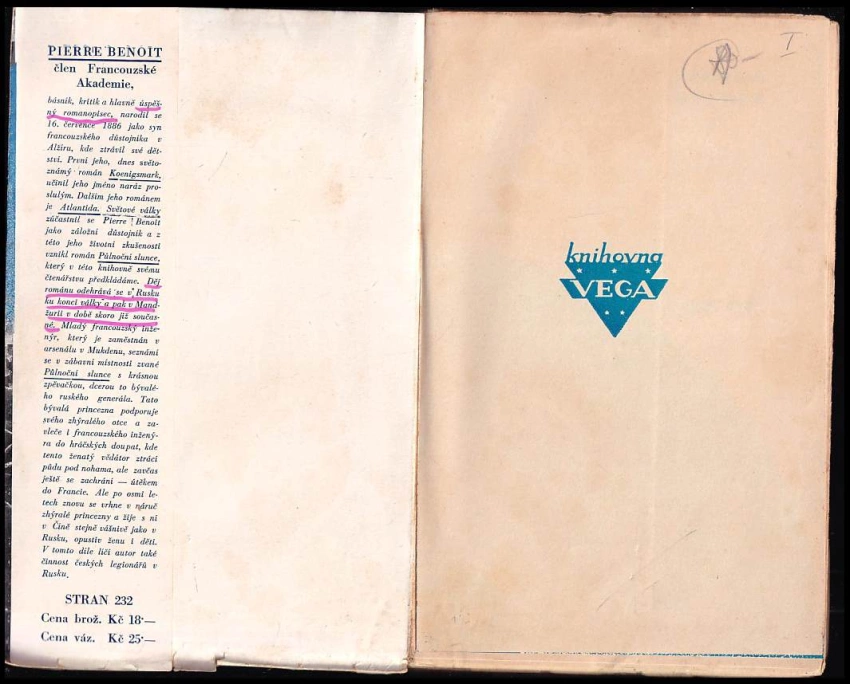 PIERRE BENOIT
člen Francouzské
Akademie,
básník, kritik a hlavně úspěš-
ný romanopisec, narodil se
16. července 1886 jako syn
francouzského důstojníka v
Alžíru, kde ztrávil své dět-
ství. První jeho, dnes světo-
známý román Koenigsmark,
učinil jeho jméno naráz pro-
slulým. Dalším jeho románem
je Atlantida. Světové války
zúčastnil se Pierre Benoit
jako záložní důstojník a z
této jeho životní zkušenosti
vznikl román Půlnoční slunce,
který v této knihovně svému
čtenářstvu předkládáme. Děj
románu odehrává se v Rusku
ku konci války a pak v Mand-
žurii v době skoro již součas-
né. Mladý francouzský inže-
nýr, který je zaměstnán v
arsenálu v Mukdenu, seznámí
se v zábavní místnosti zvané
Půlnoční slunce s krásnou
zpěvačkou, dcerou to bývalé-
ho ruského generála. Tato
bývalá princezna podporuje
svého zhýralého otce a za-
vleče i francouzského inžený-
ra do hráčských doupat, kde
tento ženatý vědátor ztrácí
půdu pod nohama, ale zavčas
ještě se zachrání — útěkem
do Francie. Ale po osmi le-
tech znovu se vrhne v náruč
zhýralé princezny a žije s ní
v Číně stejně vášnivě jako v
Rusku, opustiv ženu i děti.
V tomto díle líčí autor také
činnost českých legionářů v
Rusku.
STRAN 232
Cena brož. Kč 18·—
Cena váz. Kč 25·—
I
knihovna
VEGA